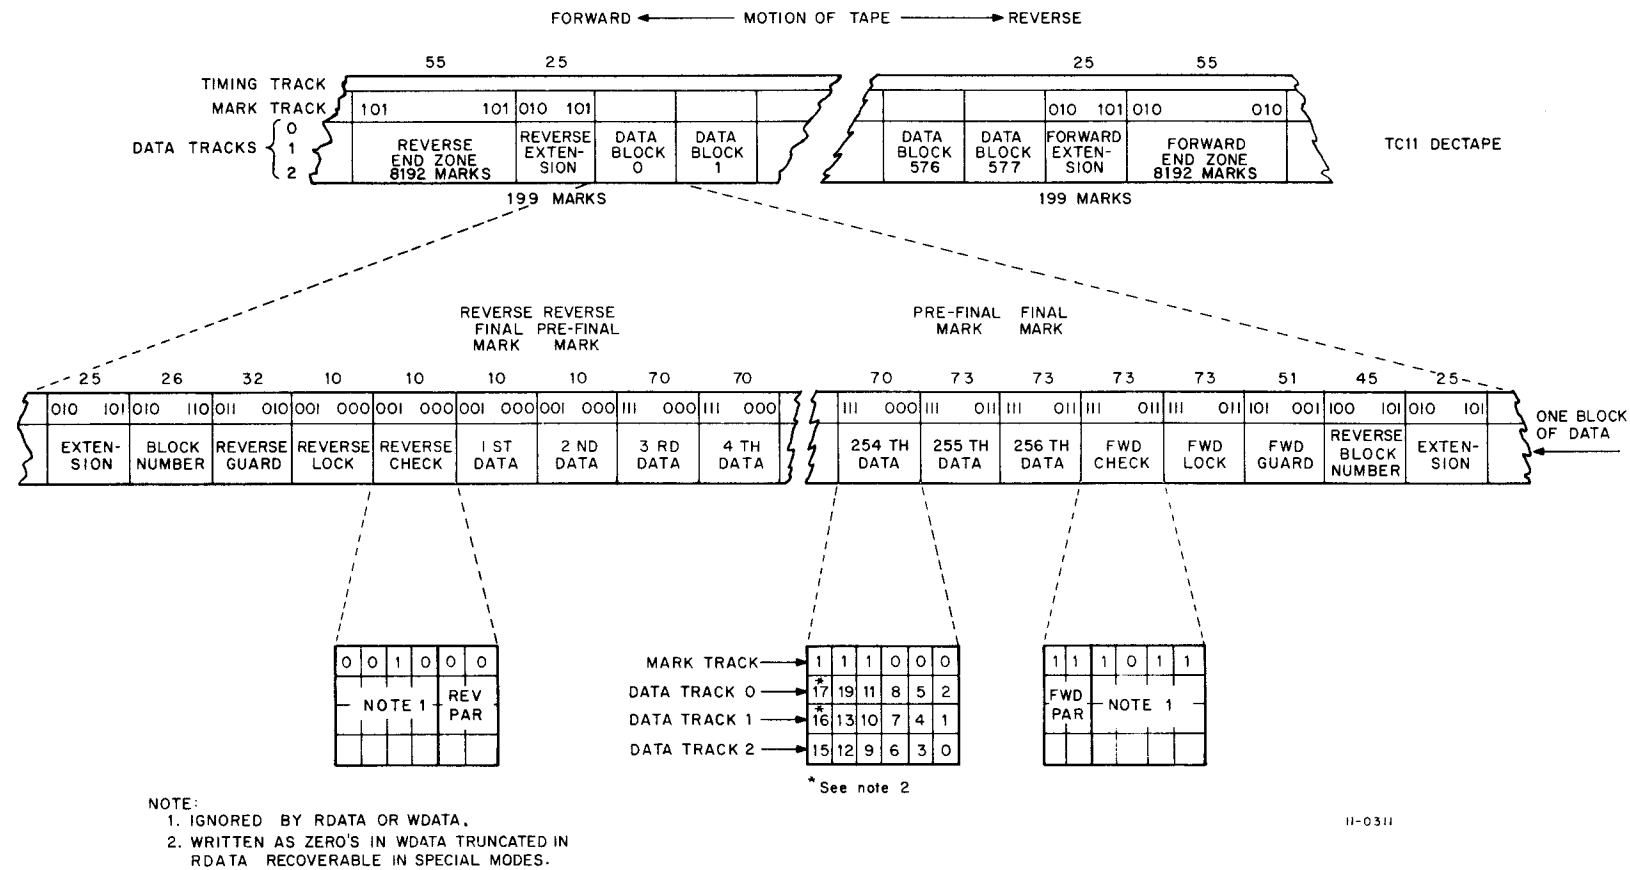 FORWARD MOTION OF TAPE REVERSE
55 25 25 55
TIMING TRACK
MARK TRACK 101 101 010 101 010 101 010 010
DATA TRACKS 0 1 2
REVERSE END ZONE 8192 MARKS
REVERSE EXTEN- SION
DATA BLOCK 0
DATA BLOCK 1
DATA BLOCK 576
DATA BLOCK 577
FORWARD EXTEN- SION
FORWARD END ZONE 8192 MARKS
TC11 DECTAPE
199 MARKS 199 MARKS
REVERSE FINAL MARK
REVERSE PRE-FINAL MARK
PRE-FINAL MARK
FINAL MARK
25 26 32 10 10 10 10 70 70 70 73 73 73 73 51 45 25
010 101 010 110 011 010 001 000 001 000 001 000 001 000 111 000 111 000 111 000 111 011 111 011 111 011 111 011 101 001 100 101 010 101
EXTEN- SION
BLOCK NUMBER
REVERSE GUARD
REVERSE LOCK
REVERSE CHECK
1 ST DATA
2 ND DATA
3 RD DATA
4 TH DATA
254 TH DATA
255 TH DATA
256 TH DATA
FWD CHECK
FWD LOCK
FWD GUARD
REVERSE BLOCK NUMBER
EXTEN- SION
ONE BLOCK OF DATA
0 0 1 0 0 0
NOTE 1 REV PAR
MARK TRACK 1 1 1 0 0 0
DATA TRACK 0 *17 19 11 8 5 2
DATA TRACK 1 *16 13 10 7 4 1
DATA TRACK 2 15 12 9 6 3 0
* See note 2
1 1 1 0 1 1
FWD PAR NOTE 1
NOTE:
1. IGNORED BY RDATA OR WDATA.
2. WRITTEN AS ZERO'S IN WDATA TRUNCATED IN
RDATA RECOVERABLE IN SPECIAL MODES.
11-0311